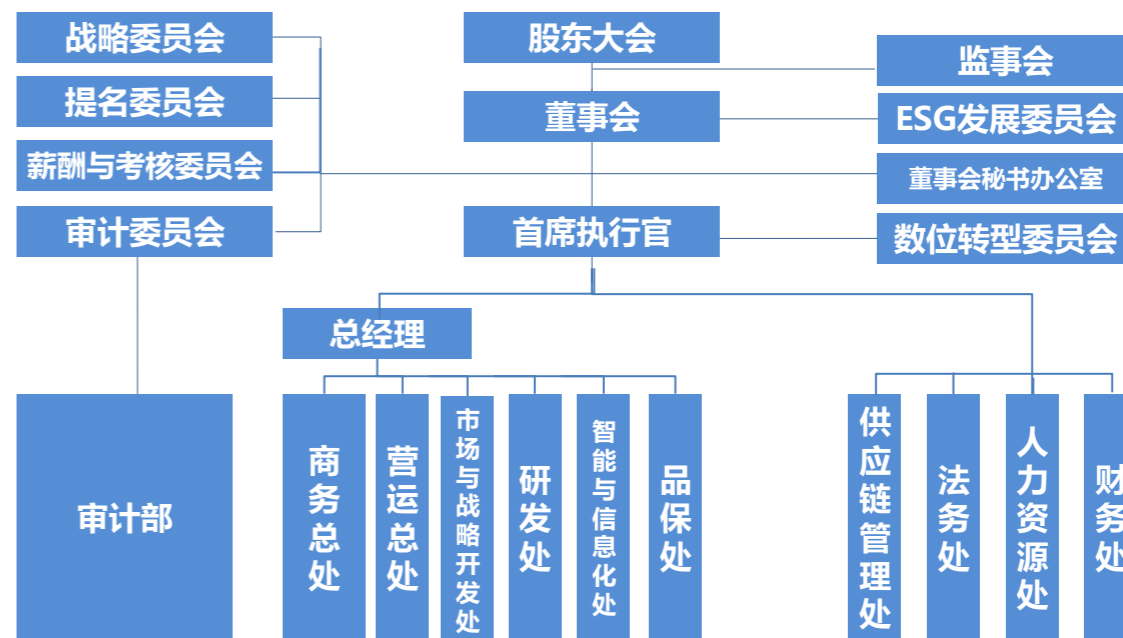 战略委员会
股东大会
监事会
提名委员会
董事会
ESG发展委员会
薪酬与考核委员会
董事会秘书办公室
审计委员会
首席执行官
数位转型委员会
总经理
审计部
商务总处
营运总处
市场与战略开发处
研发处
智能与信息化处
品保处
供应链管理处
法务处
人力资源处
财务处